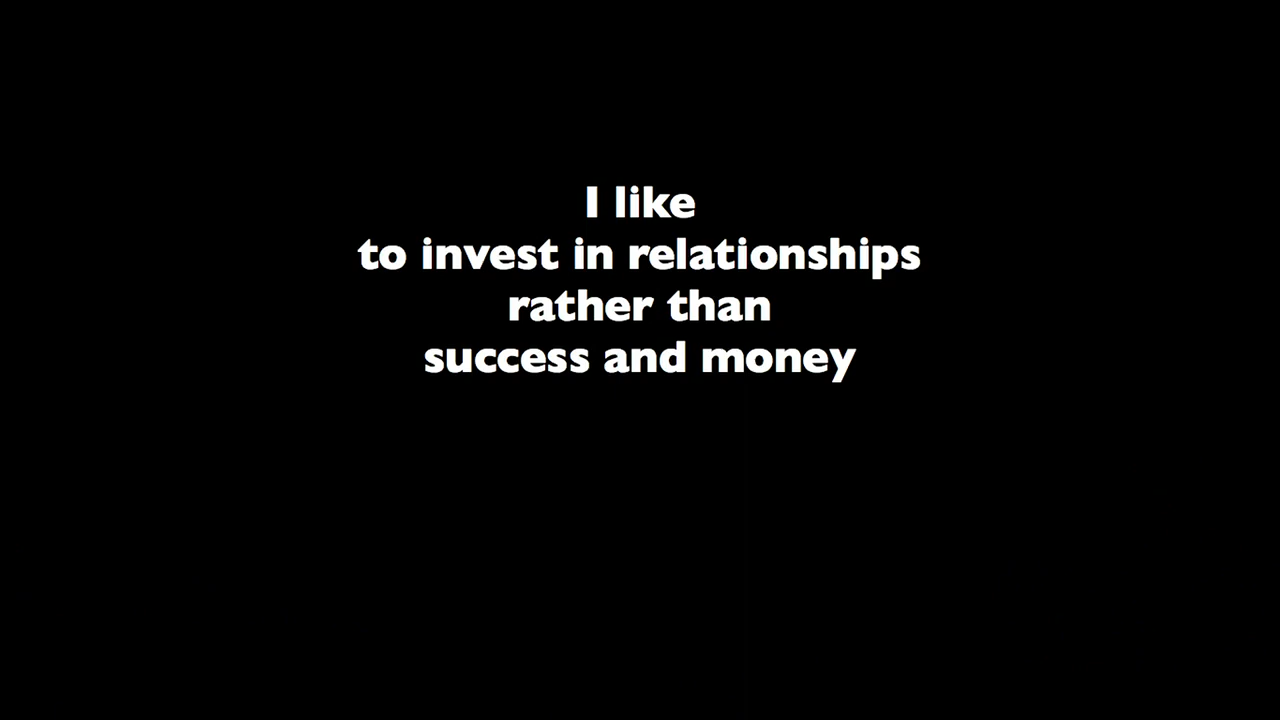 I like
to invest in relationships
rather than
success and money